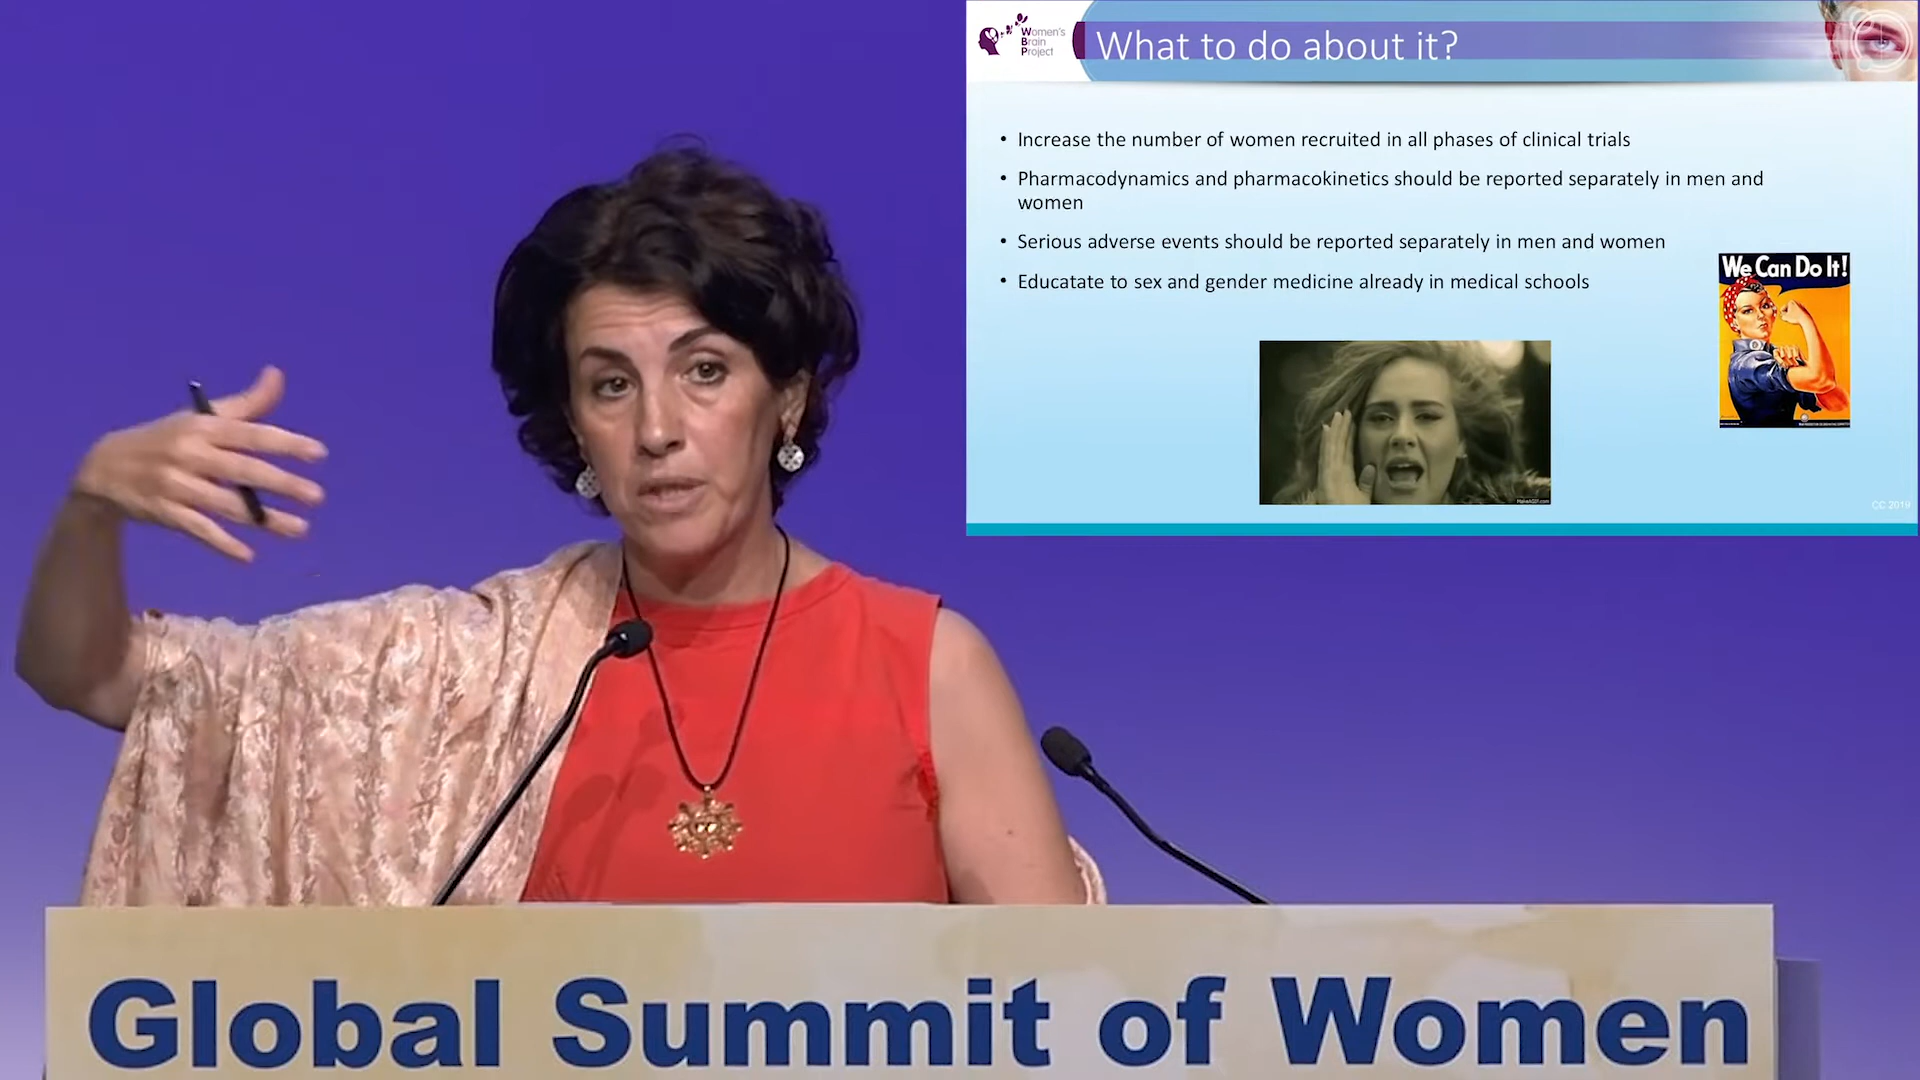 Women's
Brain
Project
What to do about it?
• Increase the number of women recruited in all phases of clinical trials
• Pharmacodynamics and pharmacokinetics should be reported separately in men and
women
• Serious adverse events should be reported separately in men and women
• Educatate to sex and gender medicine already in medical schools
We Can Do It!
CC 2019
Global Summit of Women